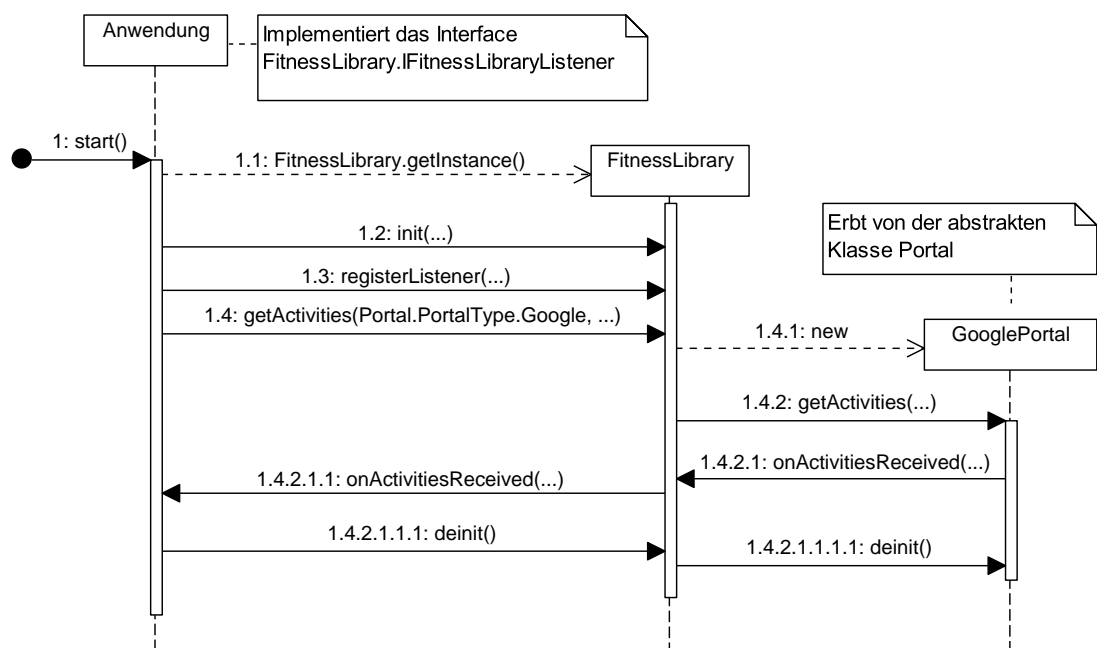 Anwendung
Implementiert das Interface
FitnessLibrary.IFitnessLibraryListener
1: start()
1.1: FitnessLibrary.getInstance()
FitnessLibrary
Erbt von der abstrakten
Klasse Portal
1.2: init(...)
1.3: registerListener(...)
1.4: getActivities(Portal.PortalType.Google, ...)
1.4.1: new
GooglePortal
1.4.2: getActivities(...)
1.4.2.1: onActivitiesReceived(...)
1.4.2.1.1: onActivitiesReceived(...)
1.4.2.1.1.1: deinit()
1.4.2.1.1.1.1: deinit()